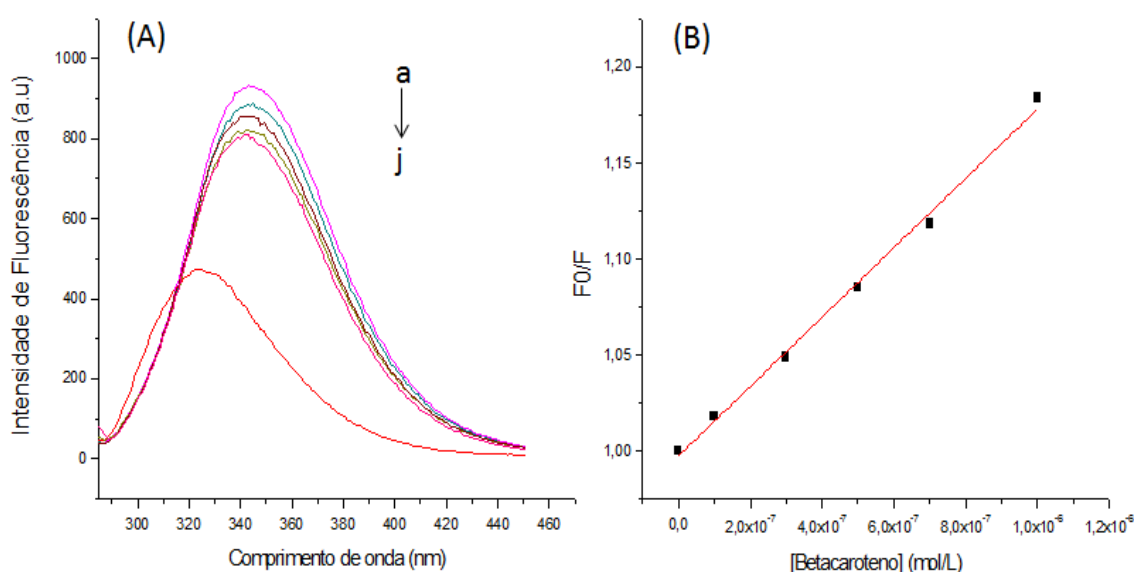 (A)
a
j
Intensidade de Fluorescência (a.u)
1000
800
600
400
200
0
300 320 340 360 380 400 420 440 460
Comprimento de onda (nm)
(B)
F0/F
1,20
1,15
1,10
1,05
1,00
0,0 2,0x10⁻⁷ 4,0x10⁻⁷ 6,0x10⁻⁷ 8,0x10⁻⁷ 1,0x10⁻⁶ 1,2x10⁻⁶
[Betacaroteno] (mol/L)